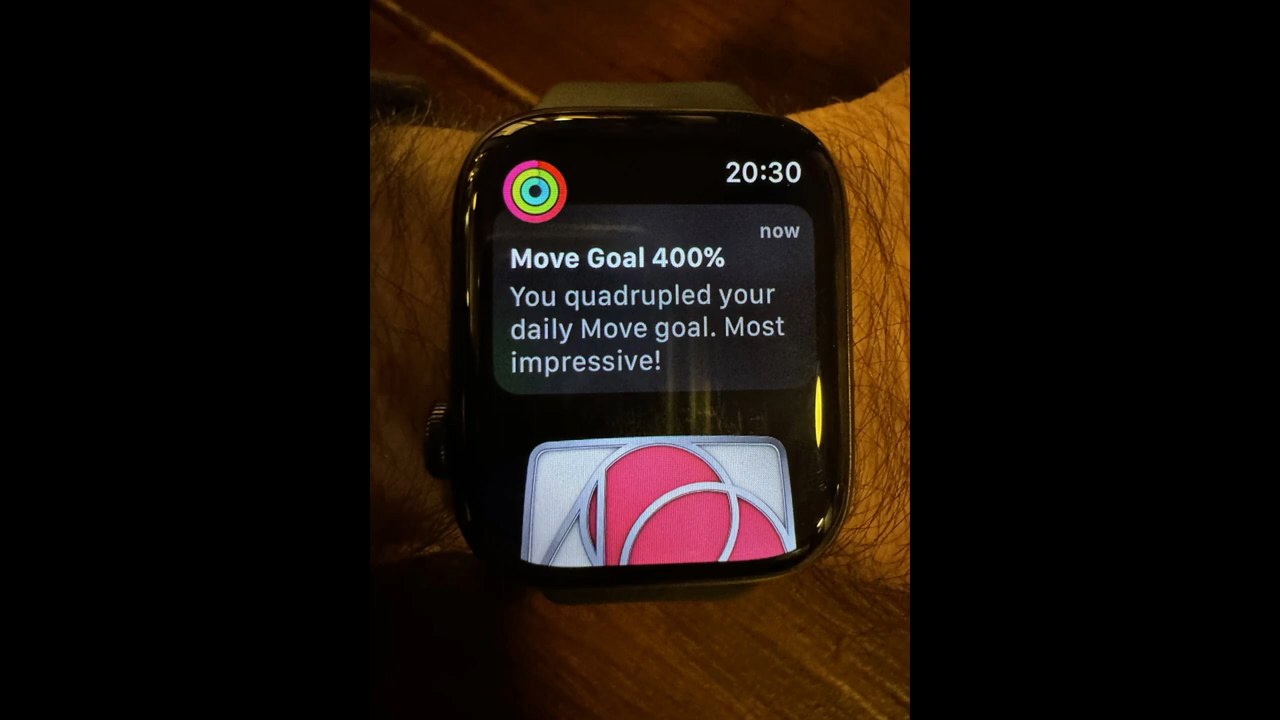 20:30
now
Move Goal 400%
You quadrupled your
daily Move goal. Most
impressive!